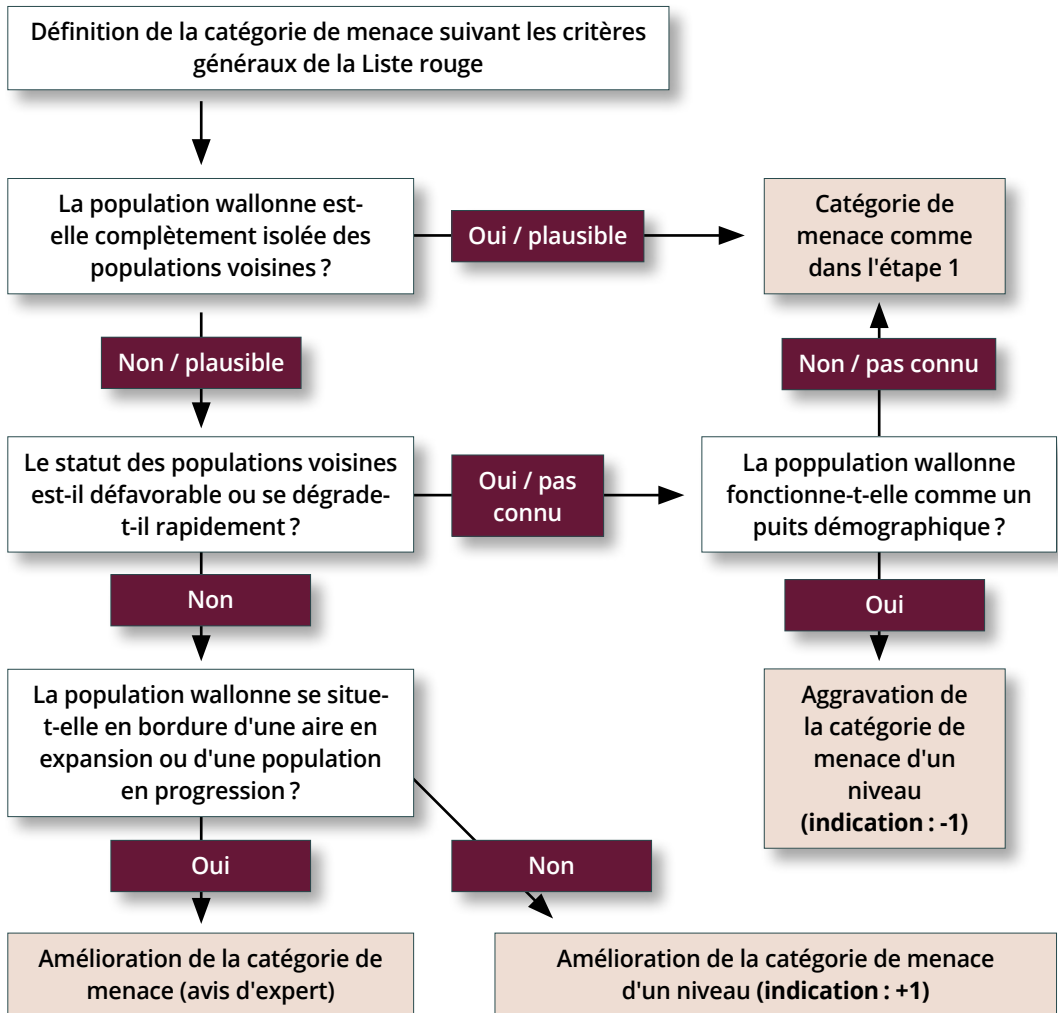 Définition de la catégorie de menace suivant les critères
généraux de la Liste rouge
La population wallonne est-
elle complètement isolée des
populations voisines ?
Oui / plausible
Catégorie de
menace comme
dans l'étape 1
Non / plausible
Non / pas connu
Le statut des populations voisines
est-il défavorable ou se dégrade-
t-il rapidement ?
Oui / pas
connu
La poppulation wallonne
fonctionne-t-elle comme un
puits démographique ?
Non
Oui
La population wallonne se situe-
t-elle en bordure d'une aire en
expansion ou d'une population
en progression ?
Aggravation de
la catégorie de
menace d'un
niveau
(indication : -1)
Oui
Non
Amélioration de la catégorie de
menace (avis d'expert)
Amélioration de la catégorie de menace
d'un niveau (indication : +1)